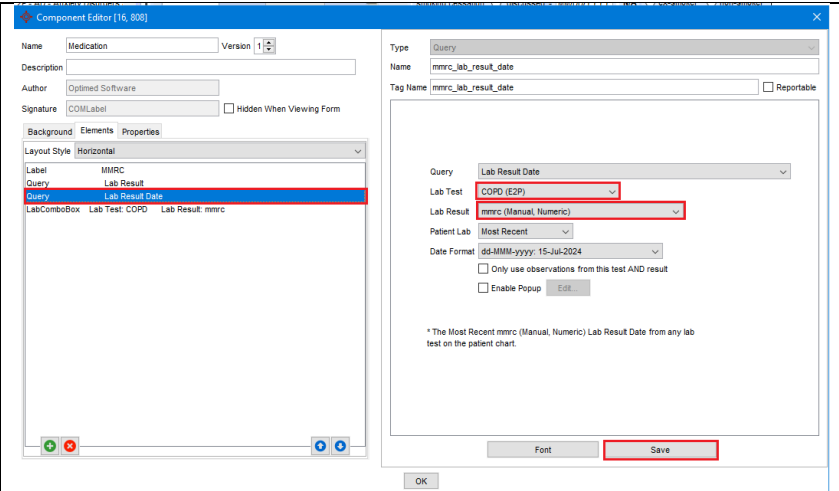 Component Editor [16, 808]
Name Medication Version 1
Description
Author Optimed Software
Signature COMLabel Hidden When Viewing Form
Background Elements Properties
Layout Style Horizontal
Label MMRC
Query Lab Result
Query Lab Result Date
LabComboBox Lab Test: COPD Lab Result: mmrc
Type Query
Name mmrc_lab_result_date
Tag Name mmrc_lab_result_date Reportable
Query Lab Result Date
Lab Test COPD (E2P)
Lab Result mmrc (Manual, Numeric)
Patient Lab Most Recent
Date Format dd-MMM-yyyy: 15-Jul-2024
Only use observations from this test AND result
Enable Popup Edit...
* The Most Recent mmrc (Manual, Numeric) Lab Result Date from any lab
test on the patient chart.
Font Save
OK